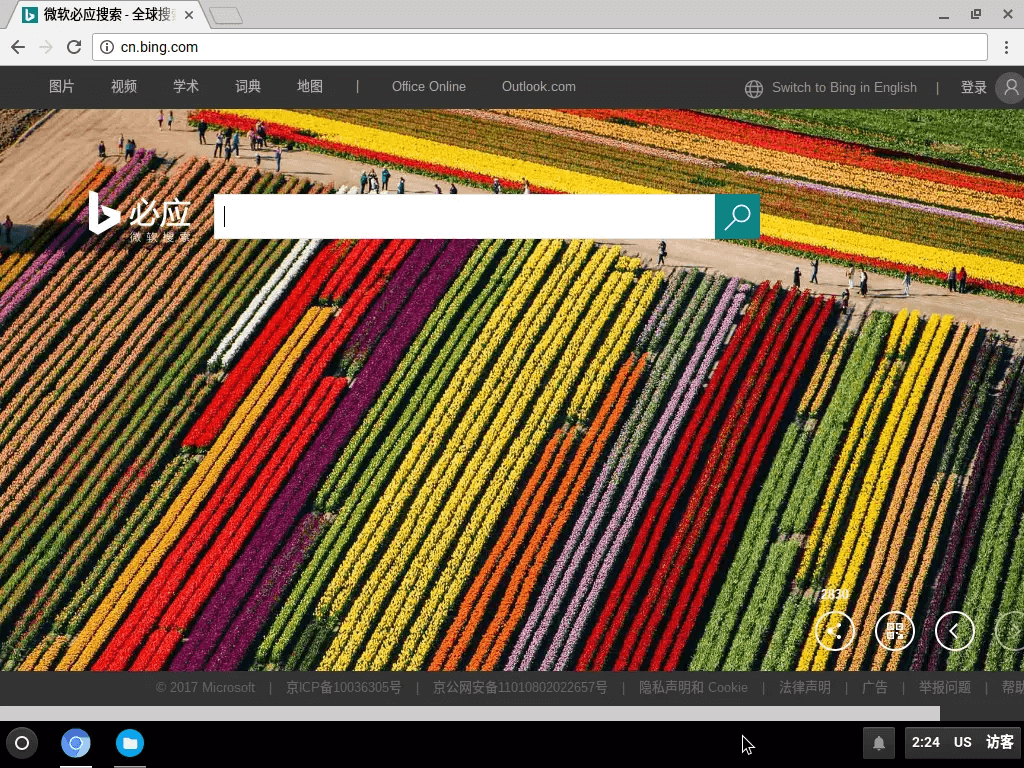 微软必应搜索 - 全球搜
cn.bing.com
图片 视频 学术 词典 地图 | Office Online Outlook.com Switch to Bing in English | 登录
必应
微软搜索
2830
© 2017 Microsoft | 京ICP备10036305号 | 京公网安备11010802022657号 | 隐私声明和 Cookie | 法律声明 | 广告 | 举报问题 | 帮助
2:24 US 访客